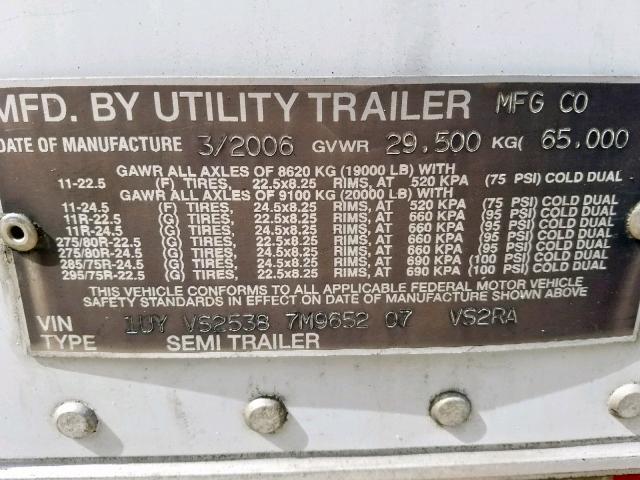 MFD. BY UTILITY TRAILER MFG CO
DATE OF MANUFACTURE 3/2006 GVWR 29.500 KG( 65.000
GAWR ALL AXLES OF 8620 KG (19000 LB) WITH
11-22.5 (F) TIRES, 22.5x8.25 RIMS, AT 520 KPA (75 PSI) COLD DUAL
GAWR ALL AXLES OF 9100 KG (20000 LB) WITH
11-24.5 (G) TIRES, 24.5x8.25 RIMS, AT 520 KPA (75 PSI) COLD DUAL
11R-22.5 (G) TIRES, 22.5x8.25 RIMS, AT 660 KPA (95 PSI) COLD DUAL
11R-24.5 (G) TIRES, 24.5x8.25 RIMS, AT 660 KPA (95 PSI) COLD DUAL
275/80R-22.5 (G) TIRES, 22.5x8.25 RIMS, AT 660 KPA (95 PSI) COLD DUAL
275/80R-24.5 (G) TIRES, 24.5x8.25 RIMS, AT 660 KPA (95 PSI) COLD DUAL
285/75R-24.5 (G) TIRES, 24.5x8.25 RIMS, AT 690 KPA (100 PSI) COLD DUAL
295/75R-22.5 (G) TIRES, 22.5x8.25 RIMS, AT 690 KPA (100 PSI) COLD DUAL
THIS VEHICLE CONFORMS TO ALL APPLICABLE FEDERAL MOTOR VEHICLE
SAFETY STANDARDS IN EFFECT ON DATE OF MANUFACTURE SHOWN ABOVE
VIN 1UY VS2538 7M9652 07 VS2RA
TYPE SEMI TRAILER